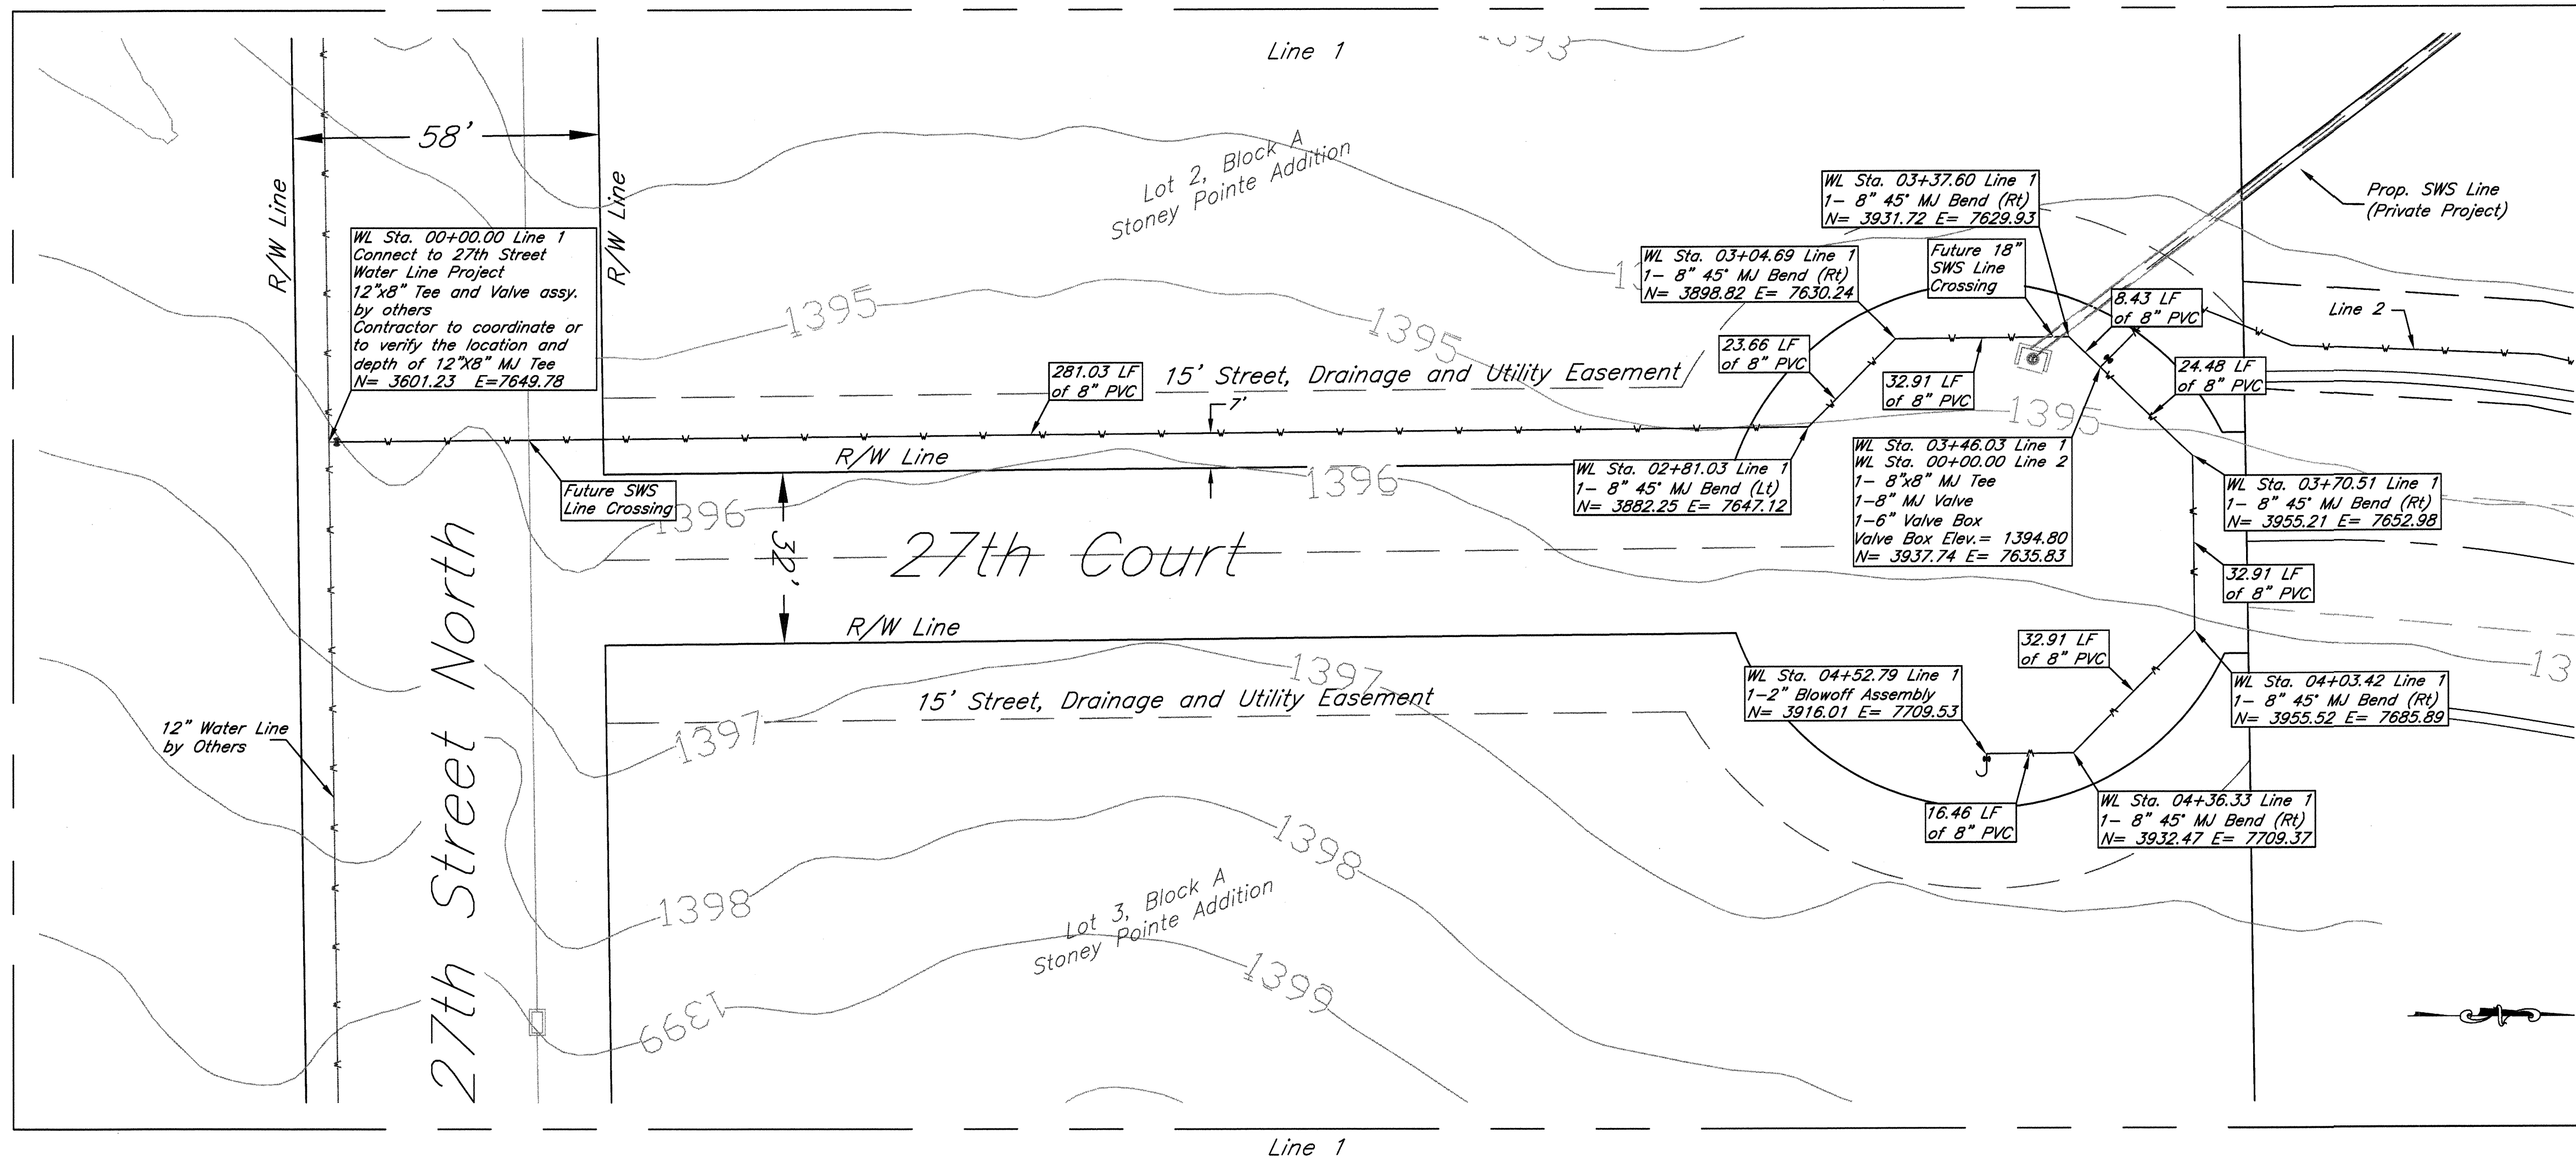 Line 1
1393
58'
R/W Line
R/W Line
Lot 2, Block A
Stoney Pointe Addition
WL Sta. 00+00.00 Line 1
Connect to 27th Street
Water Line Project
12"x8" Tee and Valve assy.
by others
Contractor to coordinate or
to verify the location and
depth of 12"X8" MJ Tee
N= 3601.23 E=7649.78
WL Sta. 03+37.60 Line 1
1- 8" 45° MJ Bend (Rt)
N= 3931.72 E= 7629.93
Prop. SWS Line
(Private Project)
WL Sta. 03+04.69 Line 1
1- 8" 45° MJ Bend (Rt)
N= 3898.82 E= 7630.24
Future 18"
SWS Line
Crossing
8.43 LF
of 8" PVC
Line 2
1395
1395
23.66 LF
of 8" PVC
281.03 LF
of 8" PVC
15' Street, Drainage and Utility Easement
32.91 LF
of 8" PVC
24.48 LF
of 8" PVC
7'
1395
R/W Line
WL Sta. 02+81.03 Line 1
1- 8" 45° MJ Bend (Lt)
N= 3882.25 E= 7647.12
WL Sta. 03+46.03 Line 1
WL Sta. 00+00.00 Line 2
1- 8"x8" MJ Tee
1-8" MJ Valve
1-6" Valve Box
Valve Box Elev.= 1394.80
N= 3937.74 E= 7635.83
WL Sta. 03+70.51 Line 1
1- 8" 45° MJ Bend (Rt)
N= 3955.21 E= 7652.98
Future SWS
Line Crossing
1396
1396
32'
27th Court
32.91 LF
of 8" PVC
R/W Line
32.91 LF
of 8" PVC
1397
13
WL Sta. 04+52.79 Line 1
1-2" Blowoff Assembly
N= 3916.01 E= 7709.53
WL Sta. 04+03.42 Line 1
1- 8" 45° MJ Bend (Rt)
N= 3955.52 E= 7685.89
15' Street, Drainage and Utility Easement
1397
12" Water Line
by Others
27th Street North
16.46 LF
of 8" PVC
WL Sta. 04+36.33 Line 1
1- 8" 45° MJ Bend (Rt)
N= 3932.47 E= 7709.37
1398
1398
Lot 3, Block A
Stoney Pointe Addition
1399
1399
Line 1